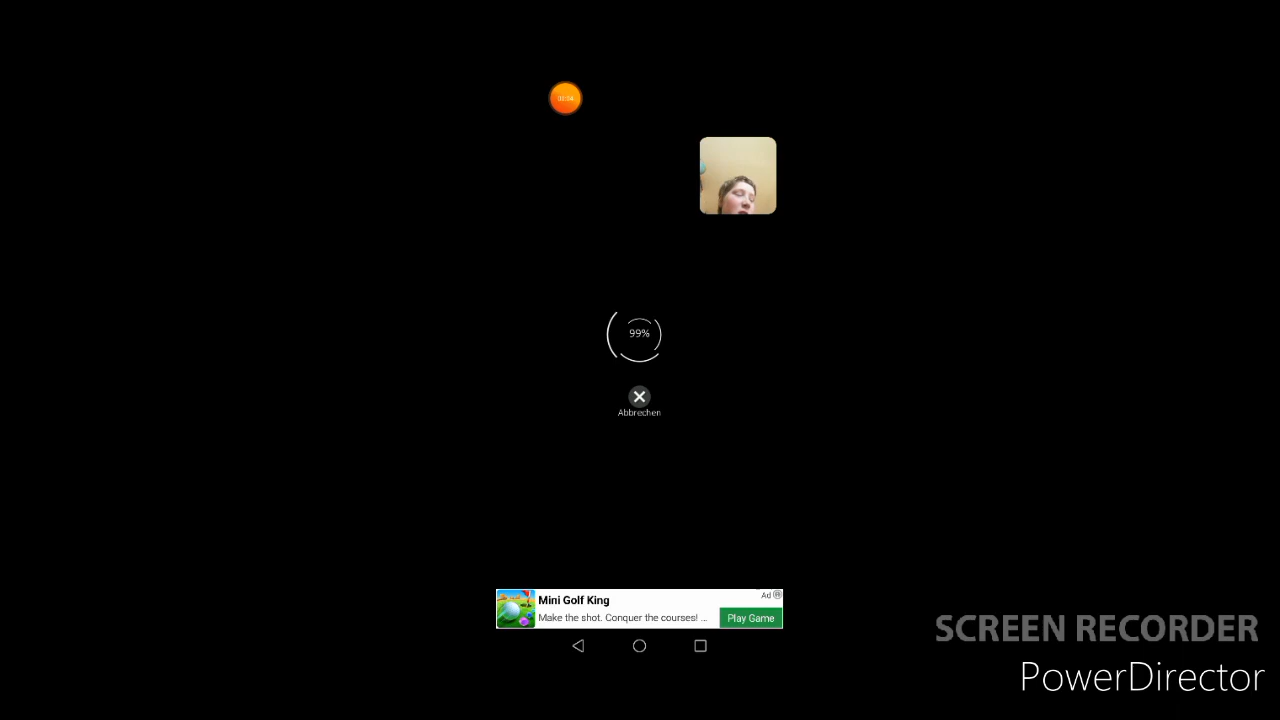 99%
Abbrechen
Mini Golf King
Ad
Make the shot. Conquer the courses! ...
Play Game
SCREEN RECORDER
PowerDirector